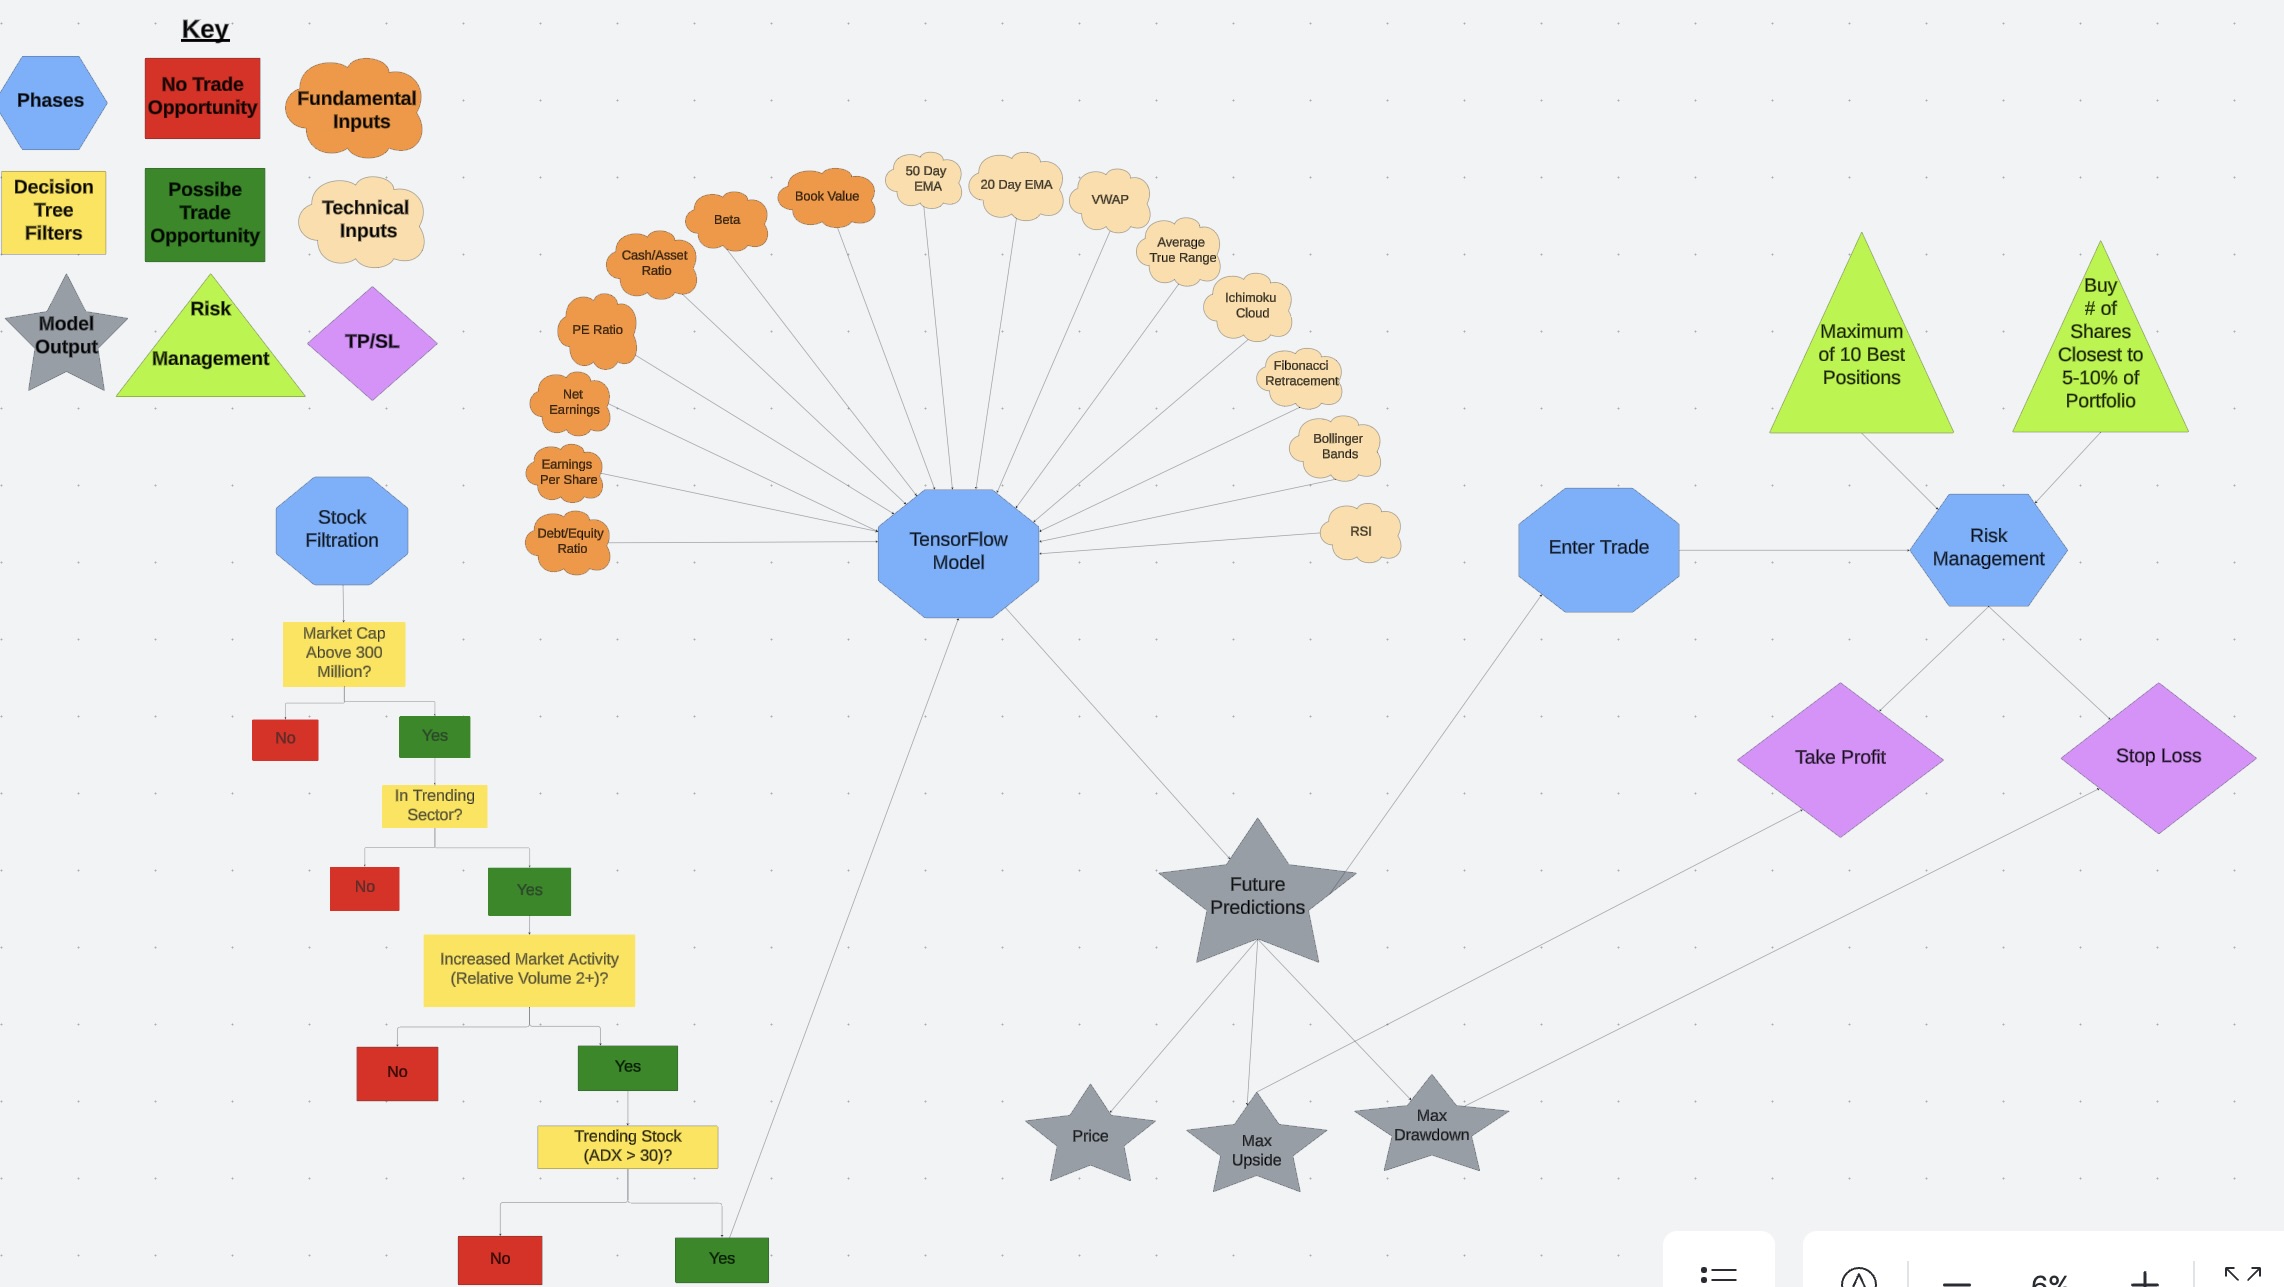 Key
Phases
No Trade
Opportunity
Fundamental
Inputs
Decision
Tree
Filters
Possibe
Trade
Opportunity
Technical
Inputs
Model
Output
Risk
Management
TP/SL
Stock
Filtration
Market Cap
Above 300
Million?
No
Yes
In Trending
Sector?
No
Yes
Increased Market Activity
(Relative Volume 2+)?
No
Yes
Trending Stock
(ADX > 30)?
No
Yes
Debt/Equity
Ratio
Earnings
Per Share
Net
Earnings
PE Ratio
Cash/Asset
Ratio
Beta
Book Value
50 Day
EMA
20 Day EMA
VWAP
Average
True Range
Ichimoku
Cloud
Fibonacci
Retracement
Bollinger
Bands
RSI
TensorFlow
Model
Future
Predictions
Price
Max
Upside
Max
Drawdown
Enter Trade
Maximum
of 10 Best
Positions
Buy
# of
Shares
Closest to
5-10% of
Portfolio
Risk
Management
Take Profit
Stop Loss
6%